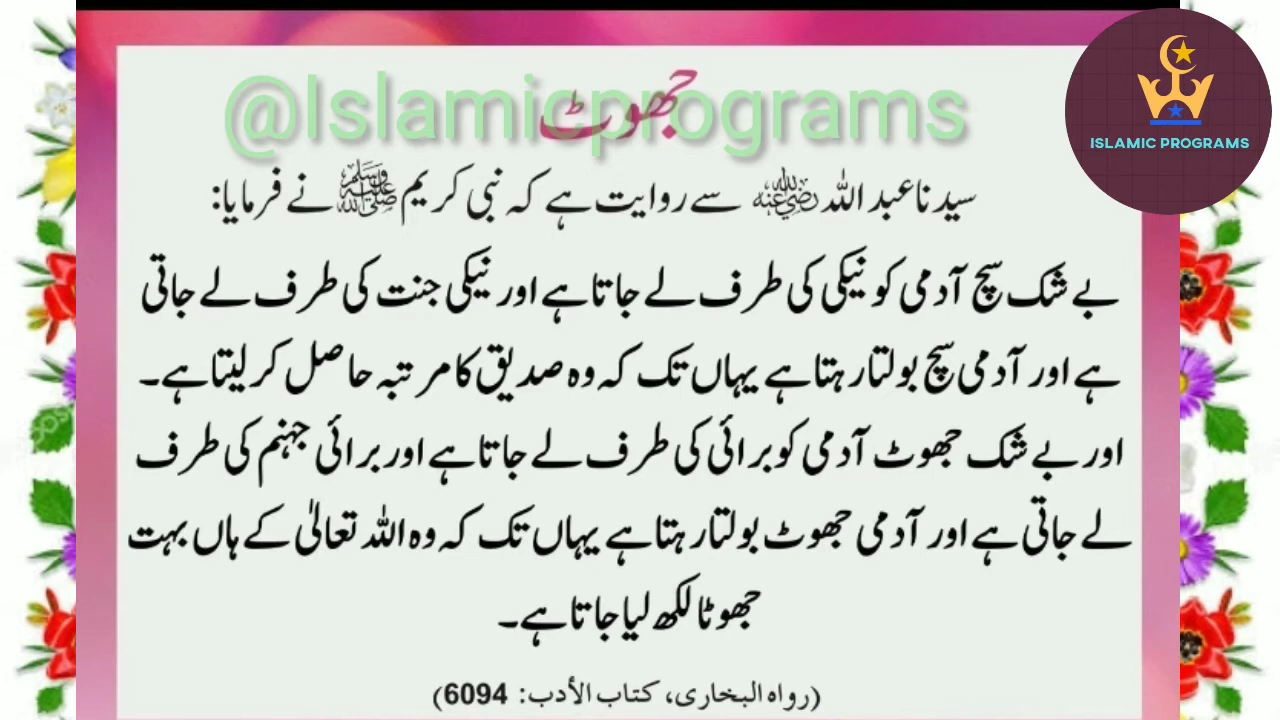 جھوٹ
@Islamicprograms
ISLAMIC PROGRAMS
سیدنا عبد اللہ رضی اللہ عنہ سے روایت ہے کہ نبی کریم ﷺ نے فرمایا:
بے شک سچ آدمی کو نیکی کی طرف لے جاتا ہے اور نیکی جنت کی طرف لے جاتی
ہے اور آدمی سچ بولتا رہتا ہے یہاں تک کہ وہ صدیق کا مرتبہ حاصل کر لیتا ہے۔
اور بے شک جھوٹ آدمی کو برائی کی طرف لے جاتا ہے اور برائی جہنم کی طرف
لے جاتی ہے اور آدمی جھوٹ بولتا رہتا ہے یہاں تک کہ وہ اللہ تعالیٰ کے ہاں بہت
جھوٹا لکھ لیا جاتا ہے۔
(رواه البخاری، کتاب الأدب: 6094)